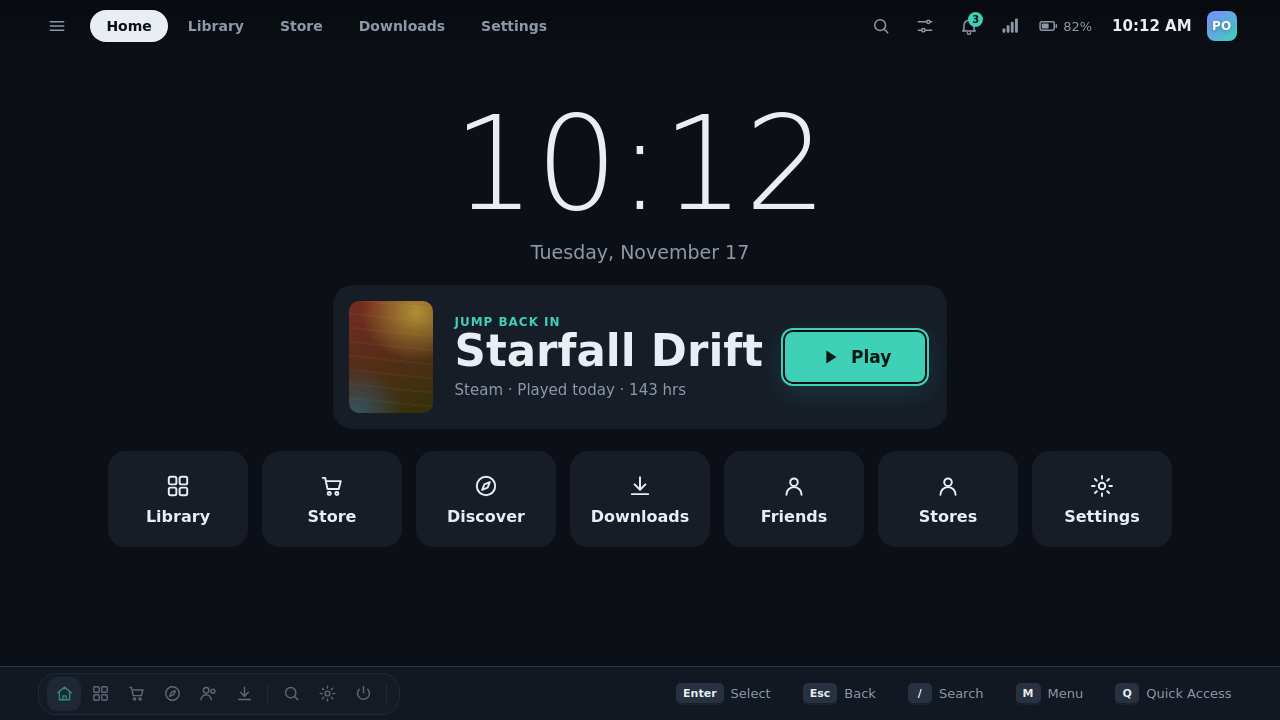 Home Library Store Downloads Settings 3 82% 10:12 AM PO
10:12
Tuesday, November 17
JUMP BACK IN
Starfall Drift
Steam · Played today · 143 hrs
Play
Library Store Discover Downloads Friends Stores Settings
Enter Select Esc Back / Search M Menu Q Quick Access